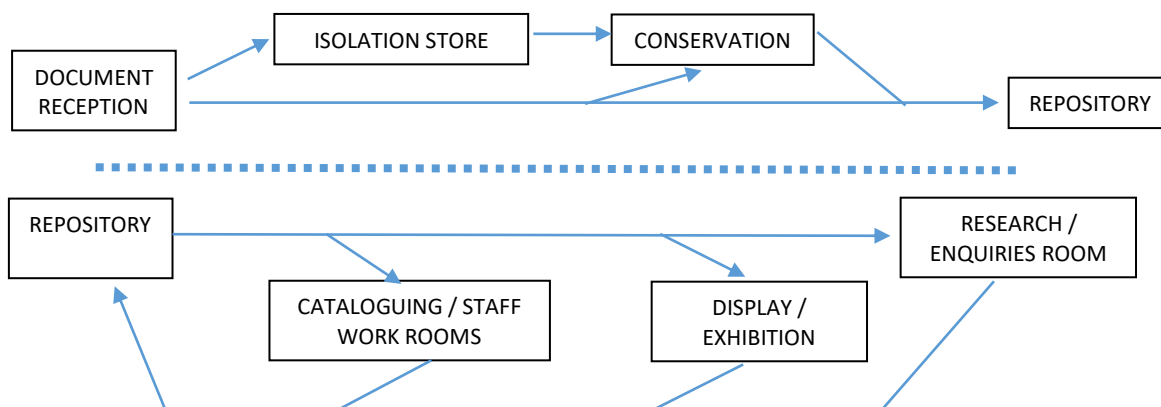 ISOLATION STORE
CONSERVATION
DOCUMENT
RECEPTION
REPOSITORY
REPOSITORY
RESEARCH /
ENQUIRIES ROOM
CATALOGUING / STAFF
WORK ROOMS
DISPLAY /
EXHIBITION